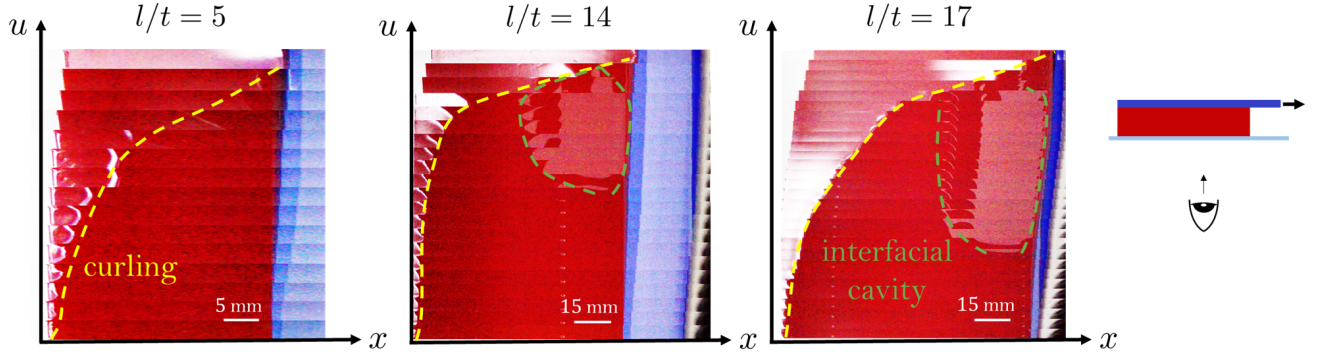 l/t = 5
l/t = 14
l/t = 17
u
u
u
curling
interfacial
cavity
5 mm
15 mm
15 mm
x
x
x